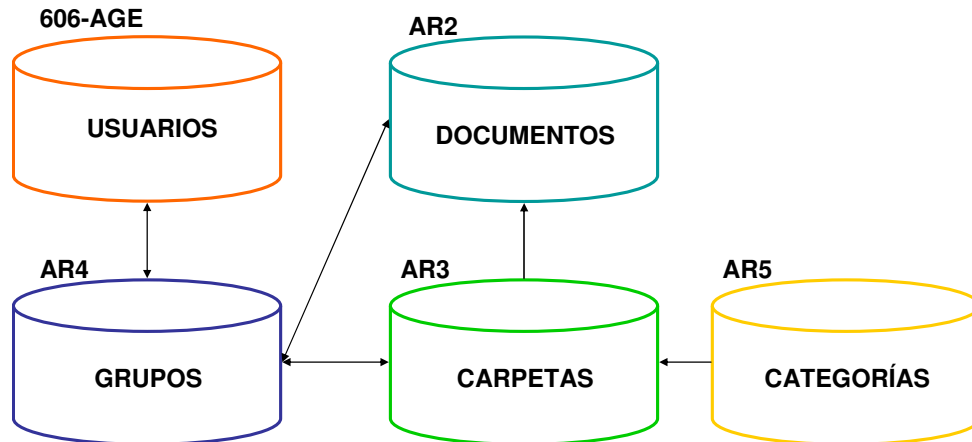 606-AGE
AR2
USUARIOS
DOCUMENTOS
AR4
AR3
AR5
GRUPOS
CARPETAS
CATEGORÍAS